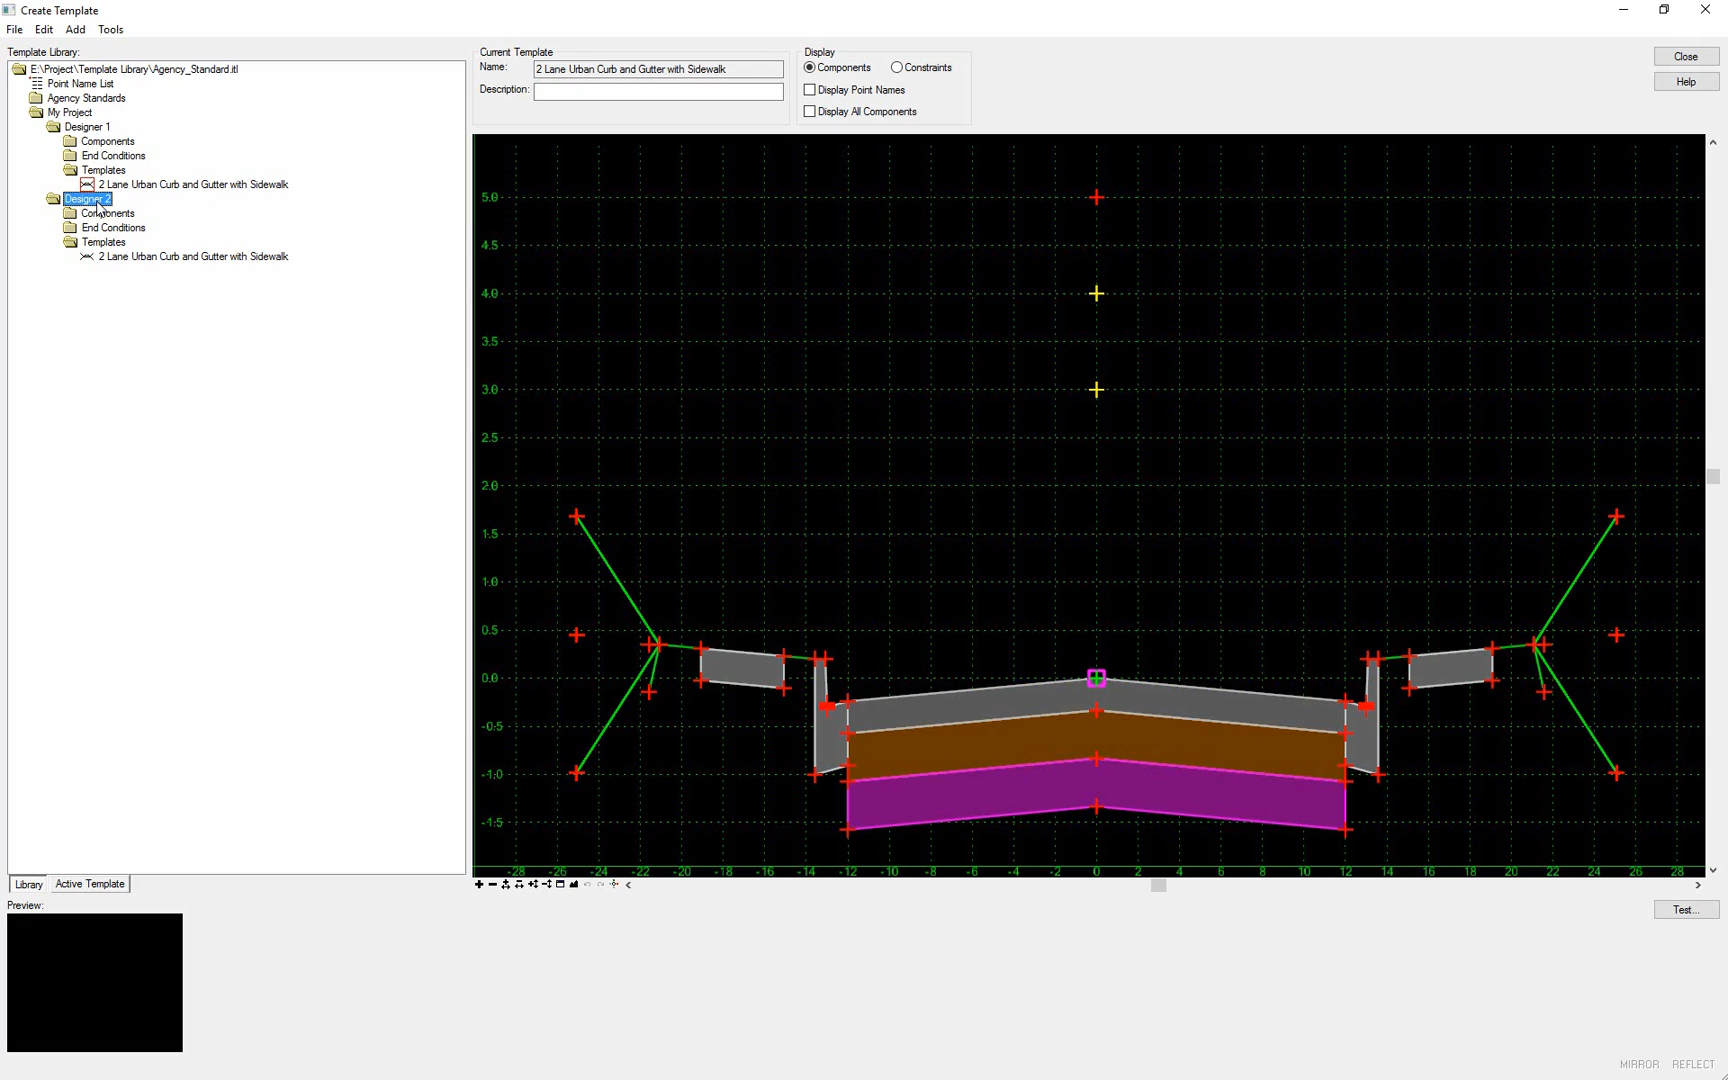 Create Template
File Edit Add Tools
Template Library:
E:\Project\Template Library\Agency_Standard.itl
Point Name List
Agency Standards
My Project
Designer 1
Components
End Conditions
Templates
2 Lane Urban Curb and Gutter with Sidewalk
Designer 2
Components
End Conditions
Templates
2 Lane Urban Curb and Gutter with Sidewalk
Library Active Template
Preview:
Current Template
Name: 2 Lane Urban Curb and Gutter with Sidewalk
Description:
Display
Components Constraints
Display Point Names
Display All Components
Close
Help
5.0
4.5
4.0
3.5
3.0
2.5
2.0
1.5
1.0
0.5
0.0
-0.5
-1.0
-1.5
-28 -26 -24 -22 -20 -18 -16 -14 -12 -10 -8 -6 -4 -2 0 2 4 6 8 10 12 14 16 18 20 22 24 26 28
Test...
MIRROR REFLECT